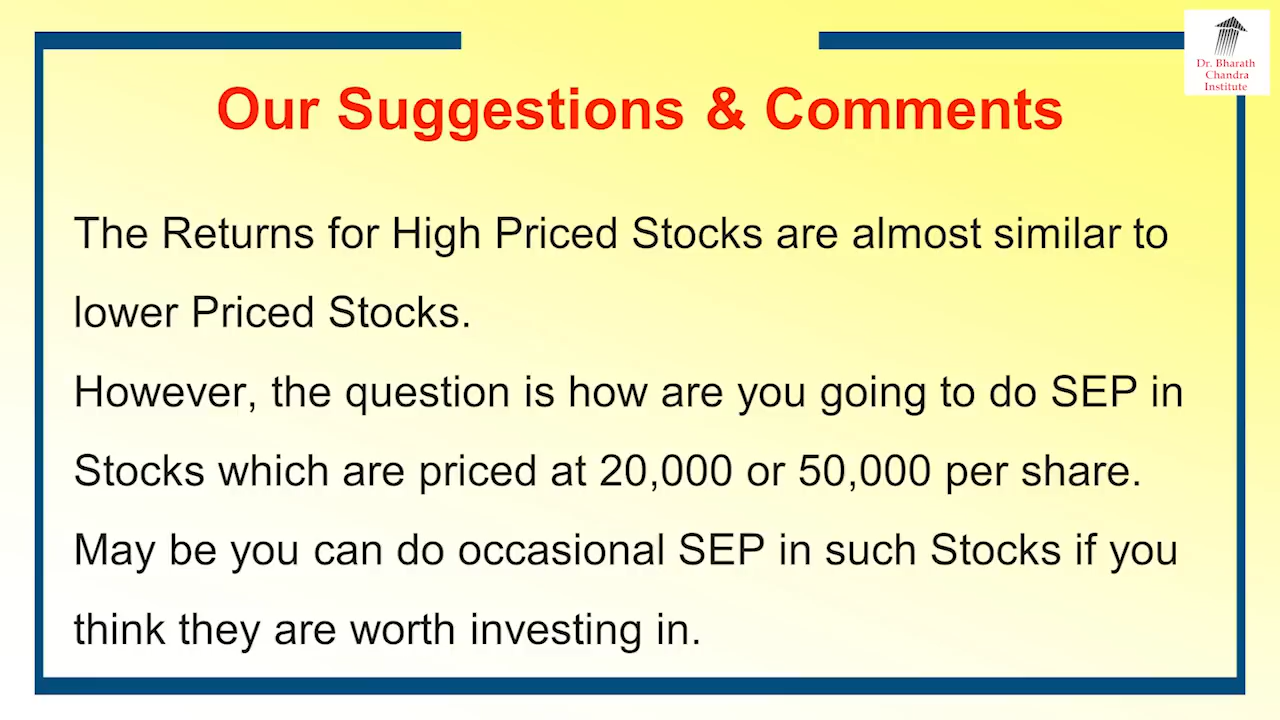 Dr. Bharath
Chandra
Institute
Our Suggestions & Comments
The Returns for High Priced Stocks are almost similar to
lower Priced Stocks.
However, the question is how are you going to do SEP in
Stocks which are priced at 20,000 or 50,000 per share.
May be you can do occasional SEP in such Stocks if you
think they are worth investing in.